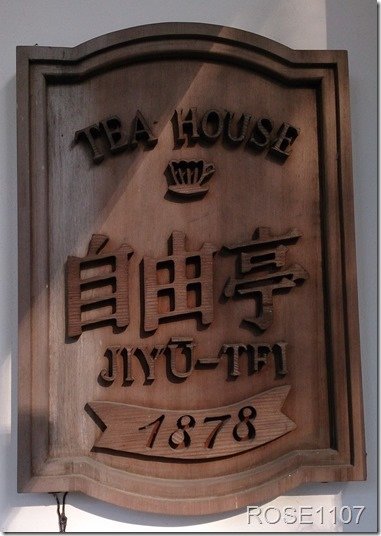 TEA HOUSE
自由亭
JIYŪ-TEI
1878
ROSE1107